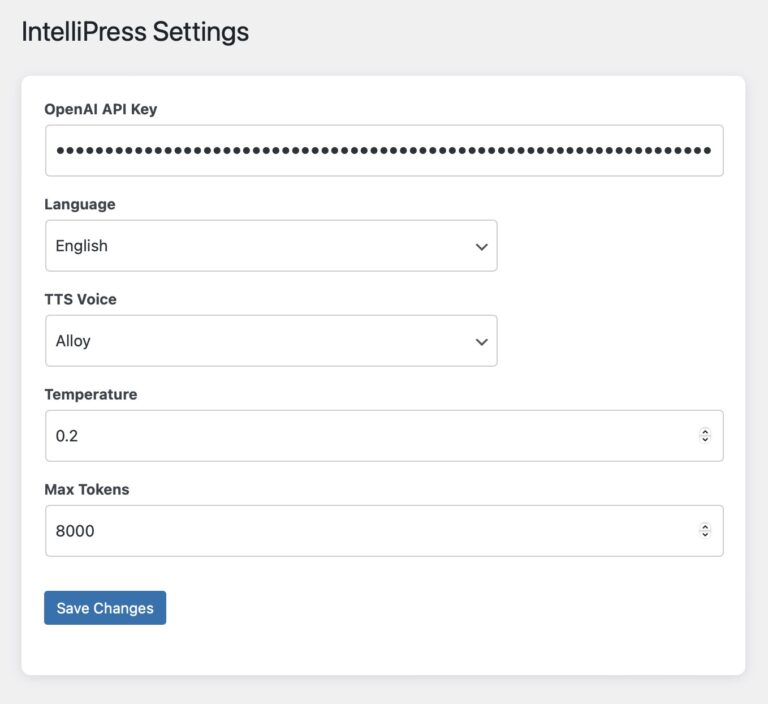 IntelliPress Settings
OpenAI API Key
Language
English
TTS Voice
Alloy
Temperature
0.2
Max Tokens
8000
Save Changes